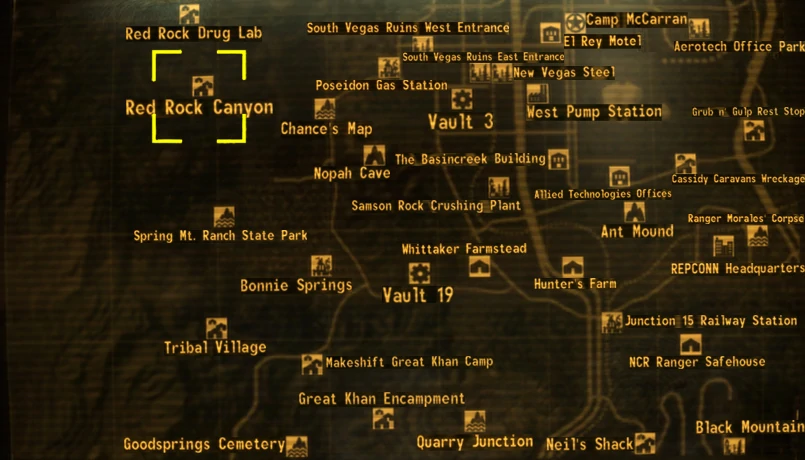 Red Rock Drug Lab
South Vegas Ruins West Entrance
Camp McCarran
El Rey Motel
Aerotech Office Park
South Vegas Ruins East Entrance
New Vegas Steel
Poseidon Gas Station
Red Rock Canyon
Chance's Map
Vault 3
West Pump Station
Grub n' Gulp Rest Stop
Nopah Cave
The Basincreek Building
Cassidy Caravans Wreckage
Allied Technologies Offices
Samson Rock Crushing Plant
Ranger Morales' Corpse
Spring Mt. Ranch State Park
Ant Mound
Whittaker Farmstead
REPCONN Headquarters
Bonnie Springs
Vault 19
Hunter's Farm
Junction 15 Railway Station
Tribal Village
Makeshift Great Khan Camp
NCR Ranger Safehouse
Great Khan Encampment
Black Mountain
Goodsprings Cemetery
Quarry Junction
Neil's Shack